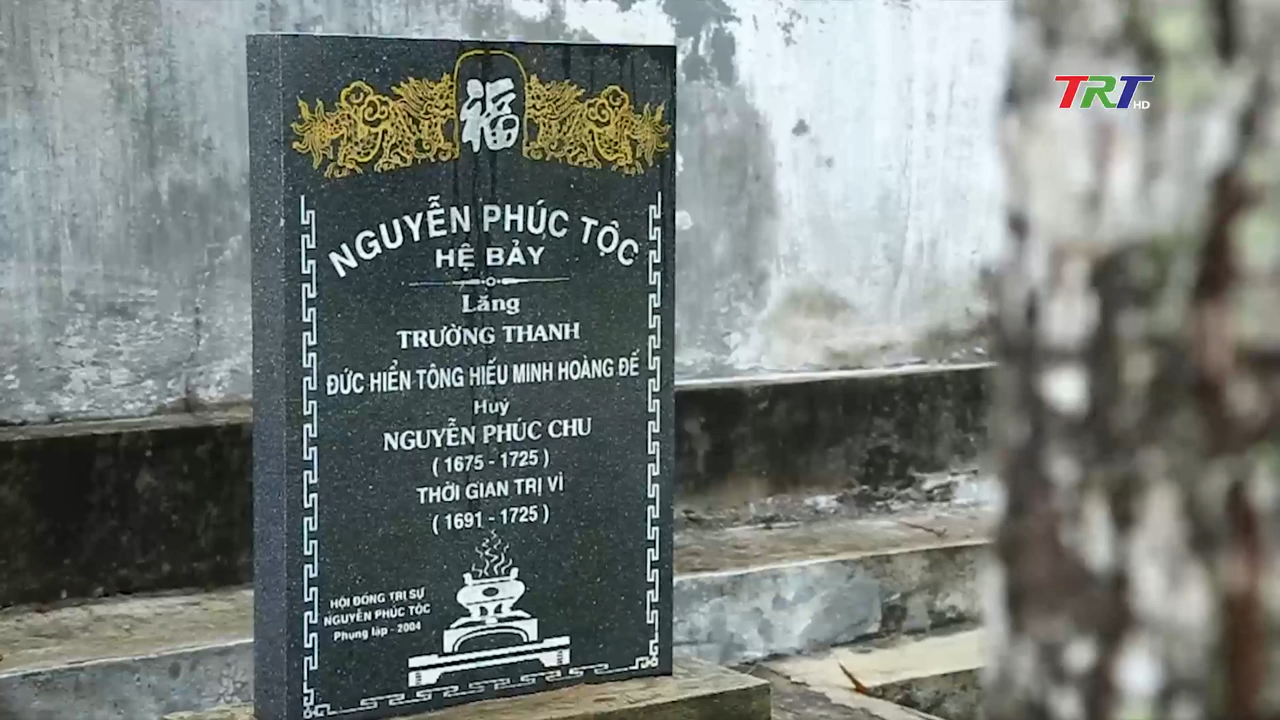 TRT HD
福
NGUYỄN PHÚC TỘC
HỆ BẢY
Lăng
TRƯỜNG THANH
ĐỨC HIỂN TÔNG HIẾU MINH HOÀNG ĐẾ
Huý
NGUYỄN PHÚC CHU
( 1675 - 1725 )
THỜI GIAN TRỊ VÌ
( 1691 - 1725 )
HỘI ĐỒNG TRỊ SỰ
NGUYỄN PHÚC TỘC
Phụng lập - 2004